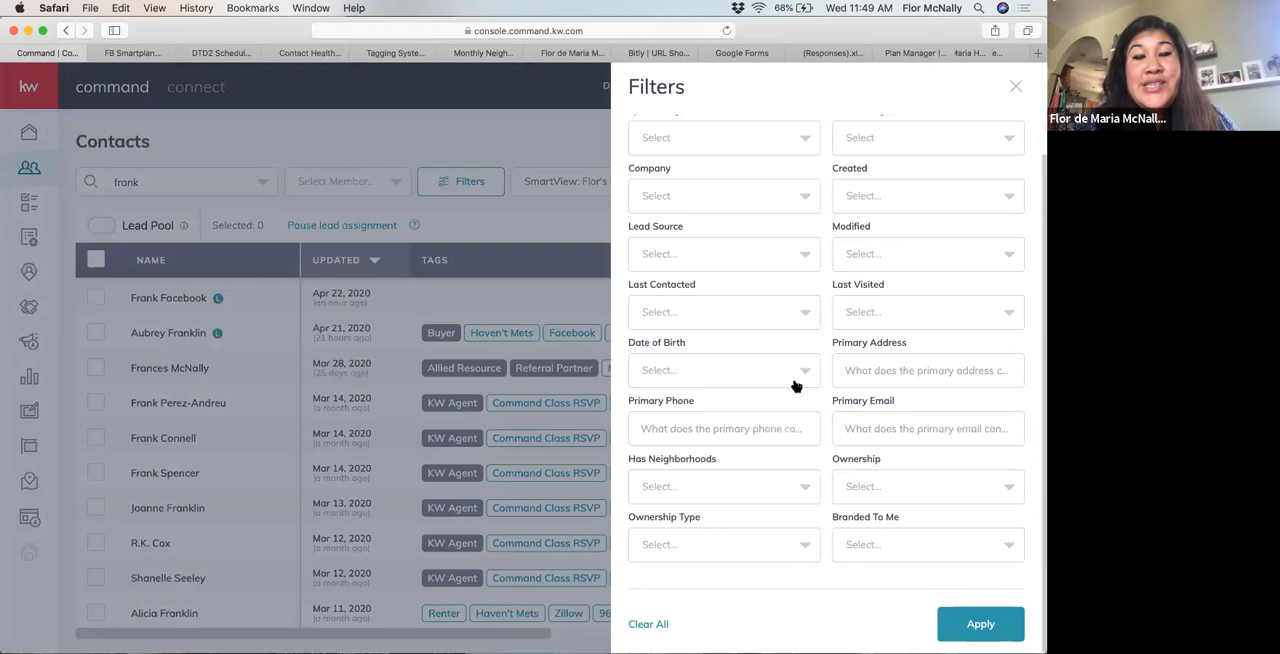 Safari File Edit View History Bookmarks Window Help 68% Wed 11:49 AM Flor McNally
console.command.kw.com
Command | Co... FB Smartplan... DTD2 Schedul... Contact Health... Tagging Syste... Monthly Neigh... Flor de Maria M... Bitly | URL Sho... Google Forms (Responses).xl... Plan Manager |... Maria H... e... +
kw command connect D
Filters
Contacts
frank
Select Member...
Filters
SmartView: Flor's
Lead Pool
Selected: 0
Pause lead assignment
NAME UPDATED TAGS
Frank Facebook L Apr 22, 2020
(an hour ago)
Aubrey Franklin L Apr 21, 2020 Buyer Haven't Mets Facebook
(21 hours ago)
Frances McNally Mar 28, 2020 Allied Resource Referral Partner
(25 days ago)
Frank Perez-Andreu Mar 14, 2020 KW Agent Command Class RSVP
(a month ago)
Frank Connell Mar 14, 2020 KW Agent Command Class RSVP
(a month ago)
Frank Spencer Mar 14, 2020 KW Agent Command Class RSVP
(a month ago)
Joanne Franklin Mar 13, 2020 KW Agent Command Class RSVP
(a month ago)
R.K. Cox Mar 12, 2020 KW Agent Command Class RSVP
(a month ago)
Shanelle Seeley Mar 12, 2020 KW Agent Command Class RSVP
(a month ago)
Alicia Franklin Mar 11, 2020 Renter Haven't Mets Zillow 96
(a month ago)
Select Select
Company Created
Select Select...
Lead Source Modified
Select... Select...
Last Contacted Last Visited
Select... Select...
Date of Birth Primary Address
Select... What does the primary address c...
Primary Phone Primary Email
What does the primary phone co... What does the primary email con...
Has Neighborhoods Ownership
Select... Select...
Ownership Type Branded To Me
Select... Select...
Clear All Apply
Flor de Maria McNall...